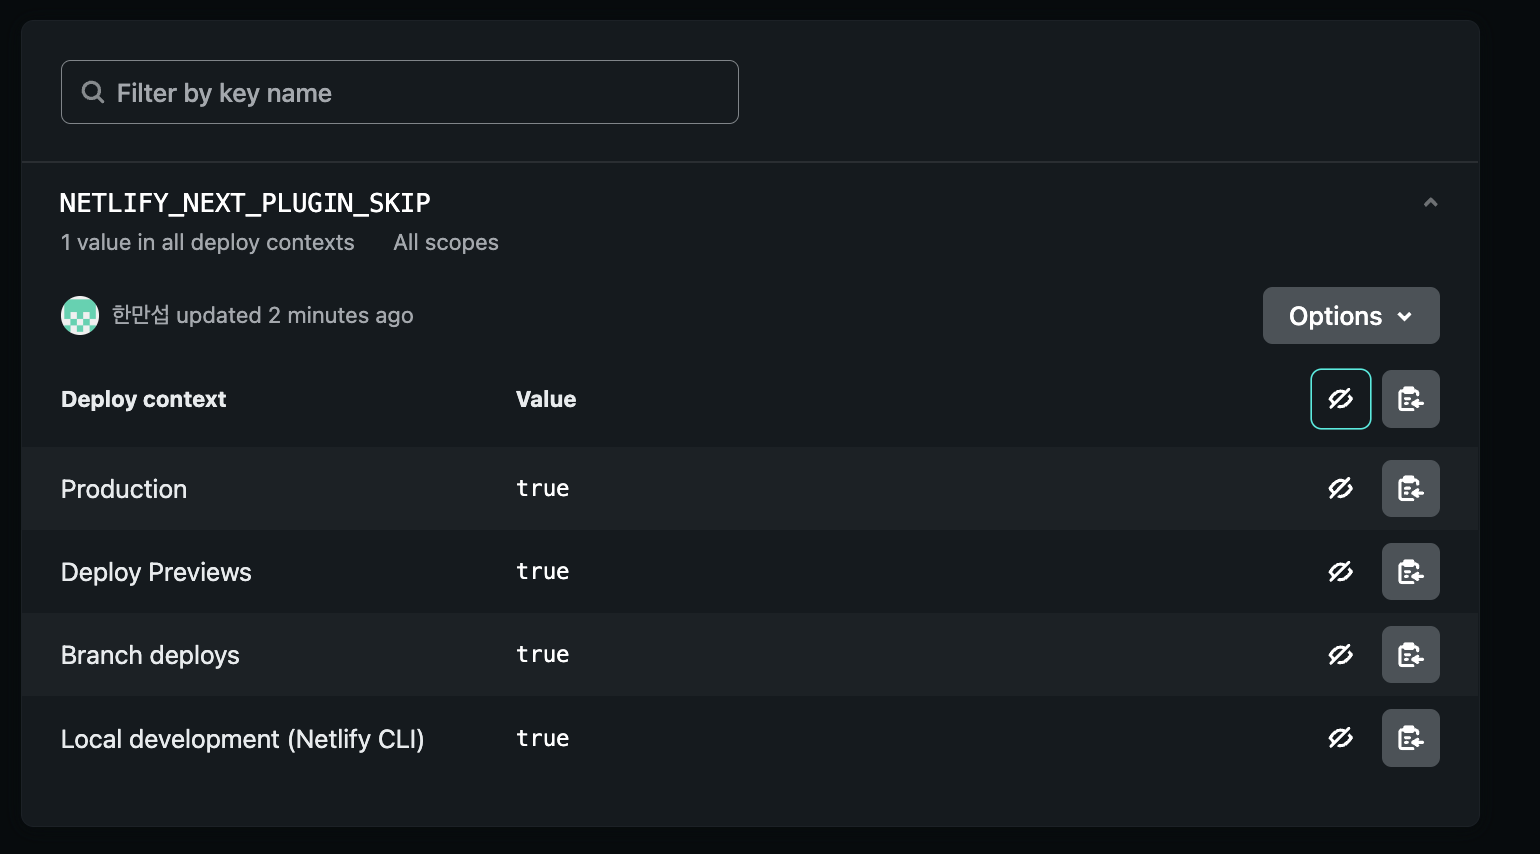 Filter by key name
NETLIFY_NEXT_PLUGIN_SKIP
1 value in all deploy contexts All scopes
한만섭 updated 2 minutes ago
Options
Deploy context Value
Production true
Deploy Previews true
Branch deploys true
Local development (Netlify CLI) true